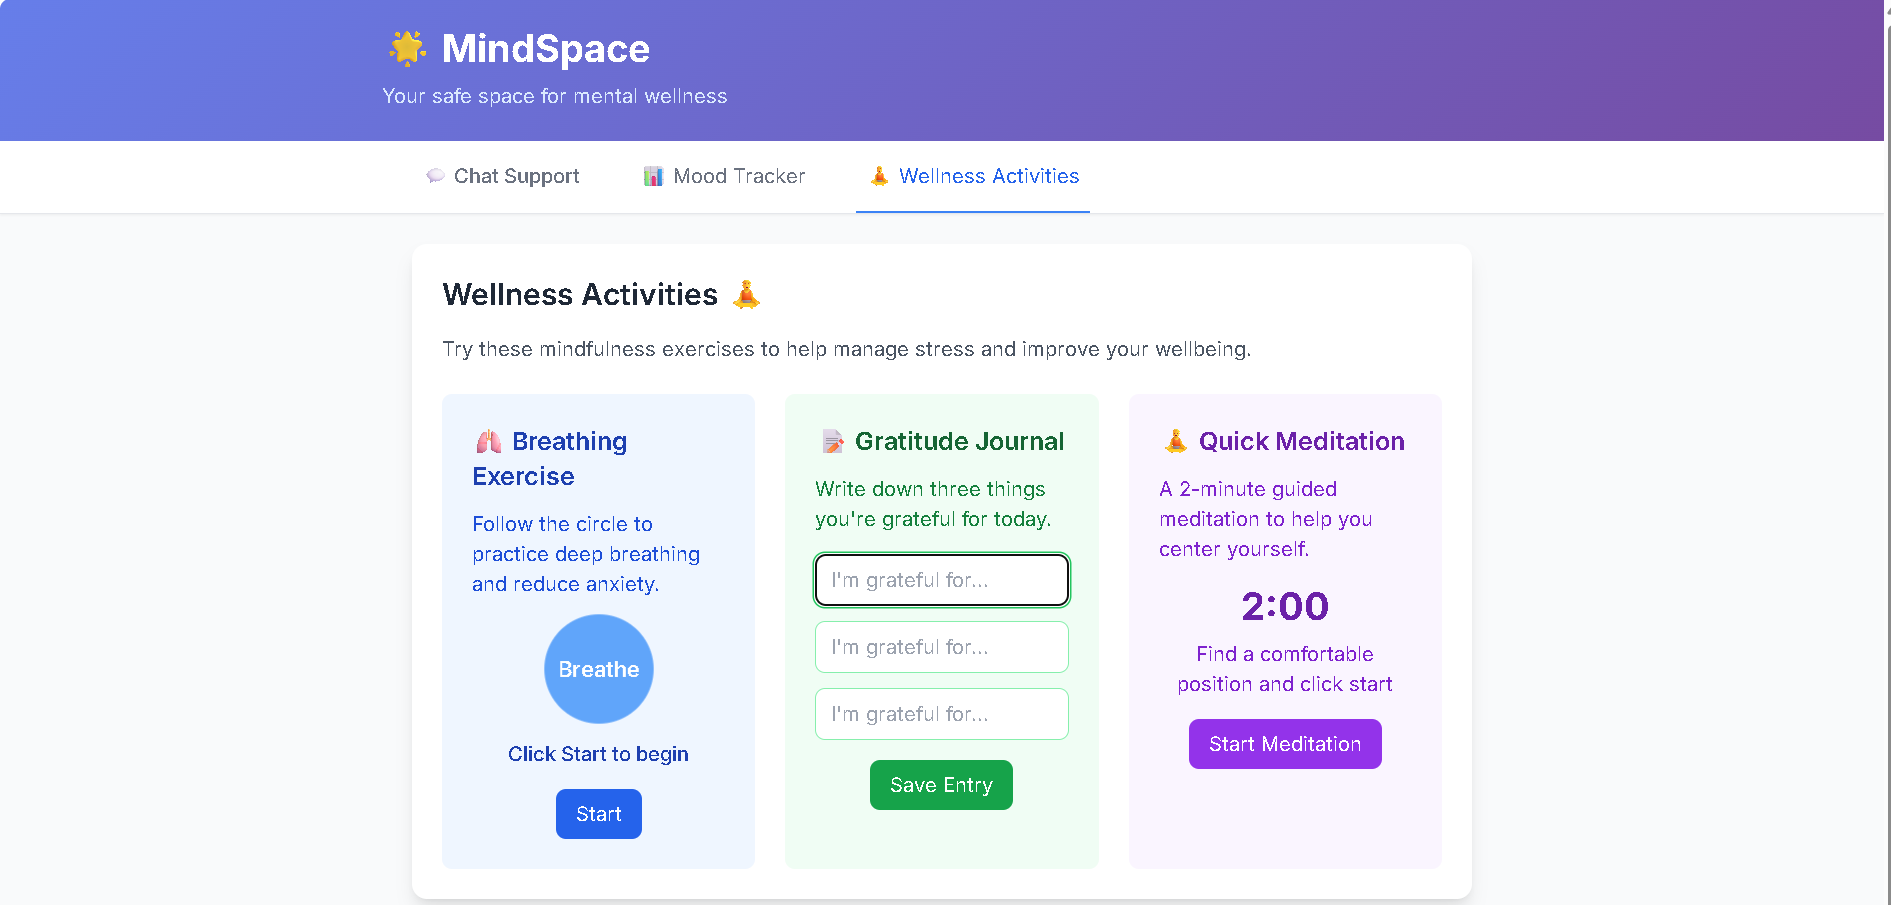 MindSpace
Your safe space for mental wellness
Chat Support
Mood Tracker
Wellness Activities
Wellness Activities
Try these mindfulness exercises to help manage stress and improve your wellbeing.
Breathing
Exercise
Follow the circle to
practice deep breathing
and reduce anxiety.
Breathe
Click Start to begin
Start
Gratitude Journal
Write down three things
you're grateful for today.
I'm grateful for...
I'm grateful for...
I'm grateful for...
Save Entry
Quick Meditation
A 2-minute guided
meditation to help you
center yourself.
2:00
Find a comfortable
position and click start
Start Meditation